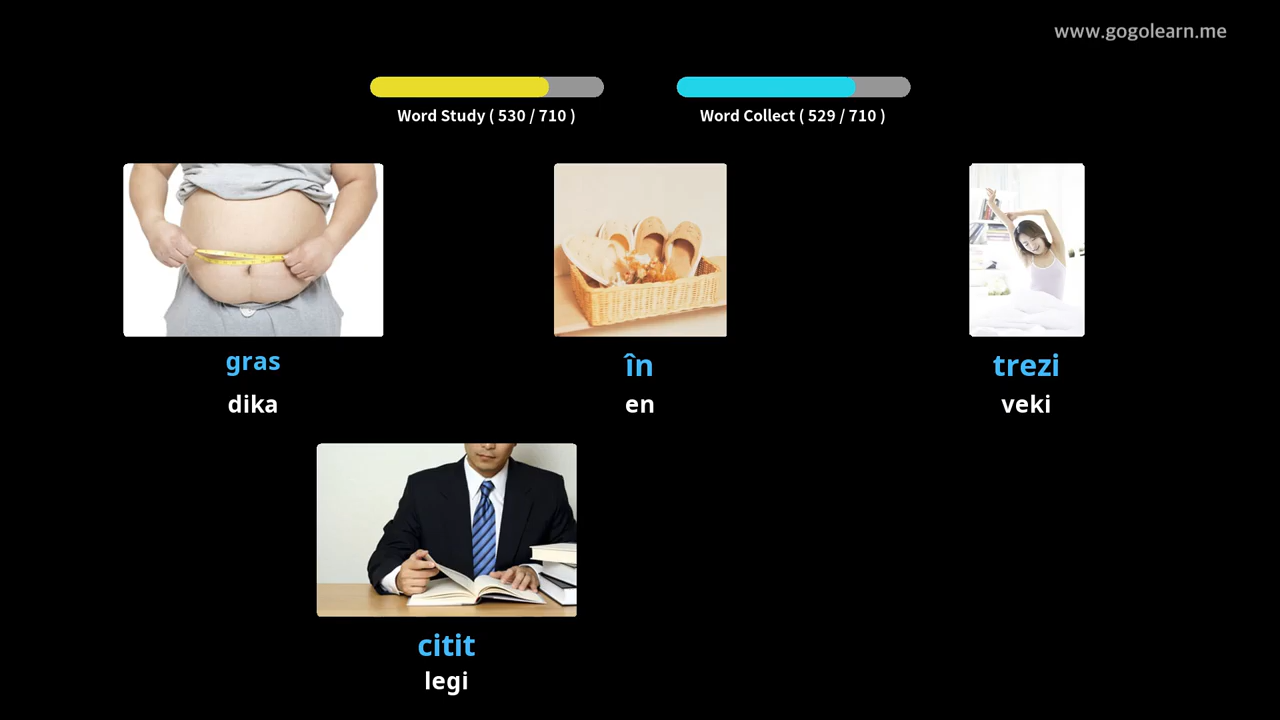 www.gogolearn.me
Word Study ( 530 / 710 )
Word Collect ( 529 / 710 )
gras
dika
în
en
trezi
veki
citit
legi